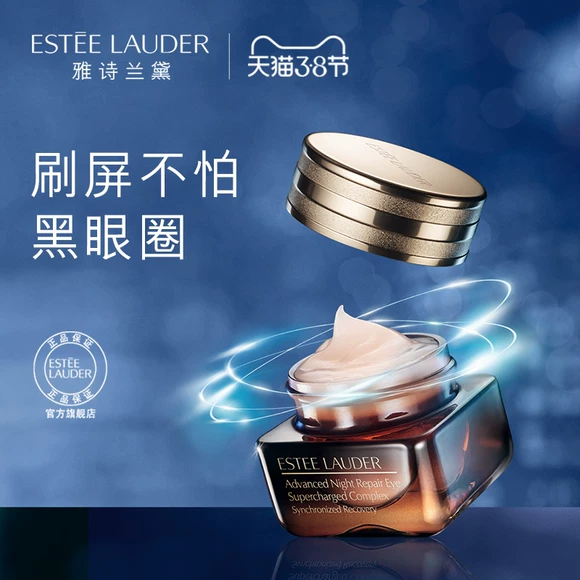 ESTĒE LAUDER
雅诗兰黛
天猫3·8节
刷屏不怕
黑眼圈
正品保证
ESTĒE
LAUDER
正品保证
官方旗舰店
ESTEE LAUDER
Advanced Night Repair Eye
Supercharged Complex
Synchronized Recovery